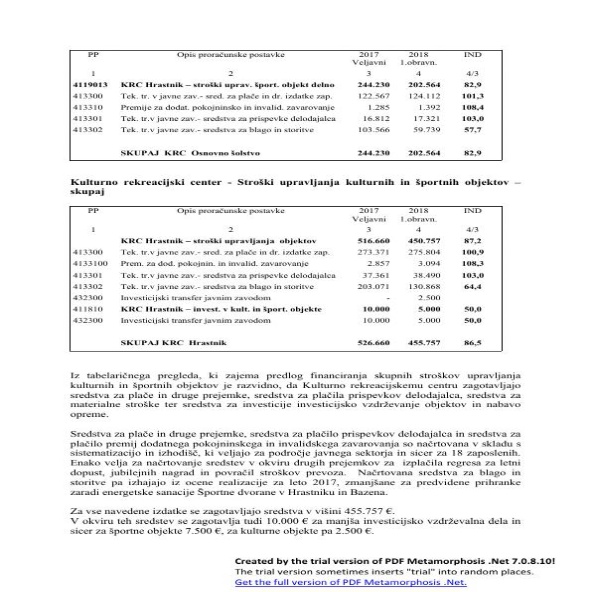 PP Opis proračunske postavke 2017 2018 IND
Veljavni 1.obravn.
1 2 3 4 4/3
4119013 KRC Hrastnik – stroški uprav. šport. objekt delno 244.230 202.564 82,9
413300 Tek. tr. v javne zav.- sred. za plače in dr. izdatke zap. 122.567 124.112 101,3
413310 Premije za dodat. pokojninsko in invalid. zavarovanje 1.285 1.392 108,4
413301 Tek. tr.v javne zav.- sredstva za prispevke delodajalca 16.812 17.321 103,0
413302 Tek. tr.v javne zav.- sredstva za blago in storitve 103.566 59.739 57,7
SKUPAJ KRC Osnovno šolstvo 244.230 202.564 82,9
Kulturno rekreacijski center - Stroški upravljanja kulturnih in športnih objektov –
skupaj
PP Opis proračunske postavke 2017 2018 IND
Veljavni 1.obravn.
1 2 3 4 4/3
KRC Hrastnik – stroški upravljanja objektov 516.660 450.757 87,2
413300 Tek. tr.v javne zav.- sred. za plače in dr. izdatke zap. 273.371 275.804 100,9
4133100 Prem. za dod. pokojnin. in invalid. zavarovanje 2.857 3.094 108,3
413301 Tek. tr.v javne zav.- sredstva za prispevke delodajalca 37.361 38.490 103,0
413302 Tek. tr.v javne zav.- sredstva za blago in storitve 203.071 130.868 64,4
432300 Investicijski transfer javnim zavodom - 2.500
411810 KRC Hrastnik – invest. v kult. in šport. objekte 10.000 5.000 50,0
432300 Investicijski transfer javnim zavodom 10.000 5.000 50,0
SKUPAJ KRC Hrastnik 526.660 455.757 86,5
Iz tabelaričnega pregleda, ki zajema predlog financiranja skupnih stroškov upravljanja
kulturnih in športnih objektov je razvidno, da Kulturno rekreacijskemu centru zagotavljajo
sredstva za plače in druge prejemke, sredstva za plačila prispevkov delodajalca, sredstva za
materialne stroške ter sredstva za investicije investicijsko vzdrževanje objektov in nabavo
opreme.
Sredstva za plače in druge prejemke, sredstva za plačilo prispevkov delodajalca in sredstva za
plačilo premij dodatnega pokojninskega in invalidskega zavarovanja so načrtovana v skladu s
sistematizacijo in izhodišč, ki veljajo za področje javnega sektorja in sicer za 18 zaposlenih.
Enako velja za načrtovanje sredstev v okviru drugih prejemkov za izplačila regresa za letni
dopust, jubilejnih nagrad in povračil stroškov prevoza. Načrtovana sredstva za blago in
storitve pa izhajajo iz ocene realizacije za leto 2017, zmanjšane za predvidene prihranke
zaradi energetske sanacije Športne dvorane v Hrastniku in Bazena.
Za vse navedene izdatke se zagotavljajo sredstva v višini 455.757 €.
V okviru teh sredstev se zagotavlja tudi 10.000 € za manjša investicijsko vzdrževalna dela in
sicer za športne objekte 7.500 €, za kulturne objekte pa 2.500 €.
Created by the trial version of PDF Metamorphosis .Net 7.0.8.10!
The trial version sometimes inserts "trial" into random places.
Get the full version of PDF Metamorphosis .Net.